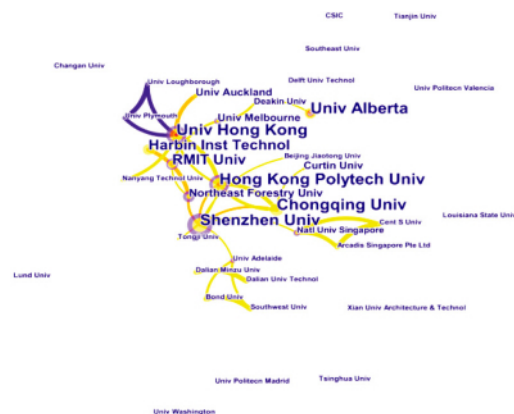 CSIC
Tianjin Univ
Southeast Univ
Changan Univ
Univ Loughborough
Delft Univ Technol
Univ Politecn Valencia
Univ Auckland
Deakin Univ
Univ Alberta
Univ Plymouth
Univ Melbourne
Univ Hong Kong
Harbin Inst Technol
Beijing Jiaotong Univ
RMIT Univ
Curtin Univ
Nanyang Technol Univ
Hong Kong Polytech Univ
Northeast Forestry Univ
Chongqing Univ
Louisiana State Univ
Shenzhen Univ
Cent S Univ
Natl Univ Singapore
Tongji Univ
Arcadis Singapore Pte Ltd
Univ Adelaide
Dalian Minzu Univ
Lund Univ
Dalian Univ Technol
Bond Univ
Southwest Univ
Xian Univ Architecture & Technol
Univ Politecn Madrid
Tsinghua Univ
Univ Washington